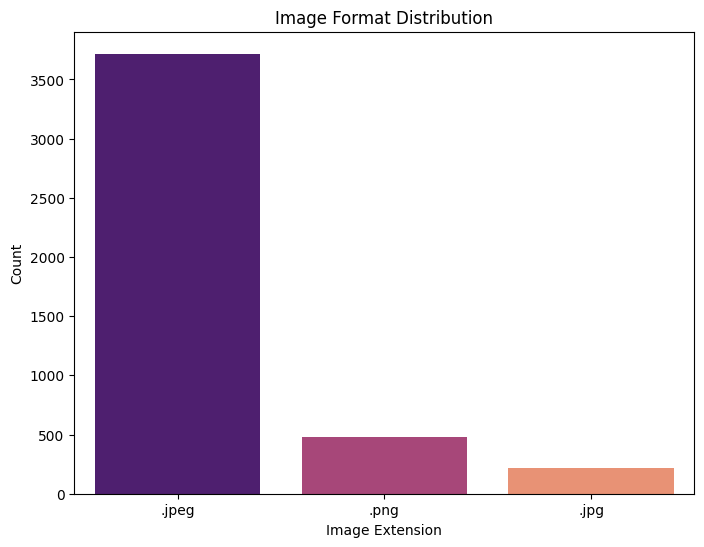 Image Format Distribution
3500
3000
2500
2000
1500
1000
500
0
Count
.jpeg
.png
.jpg
Image Extension